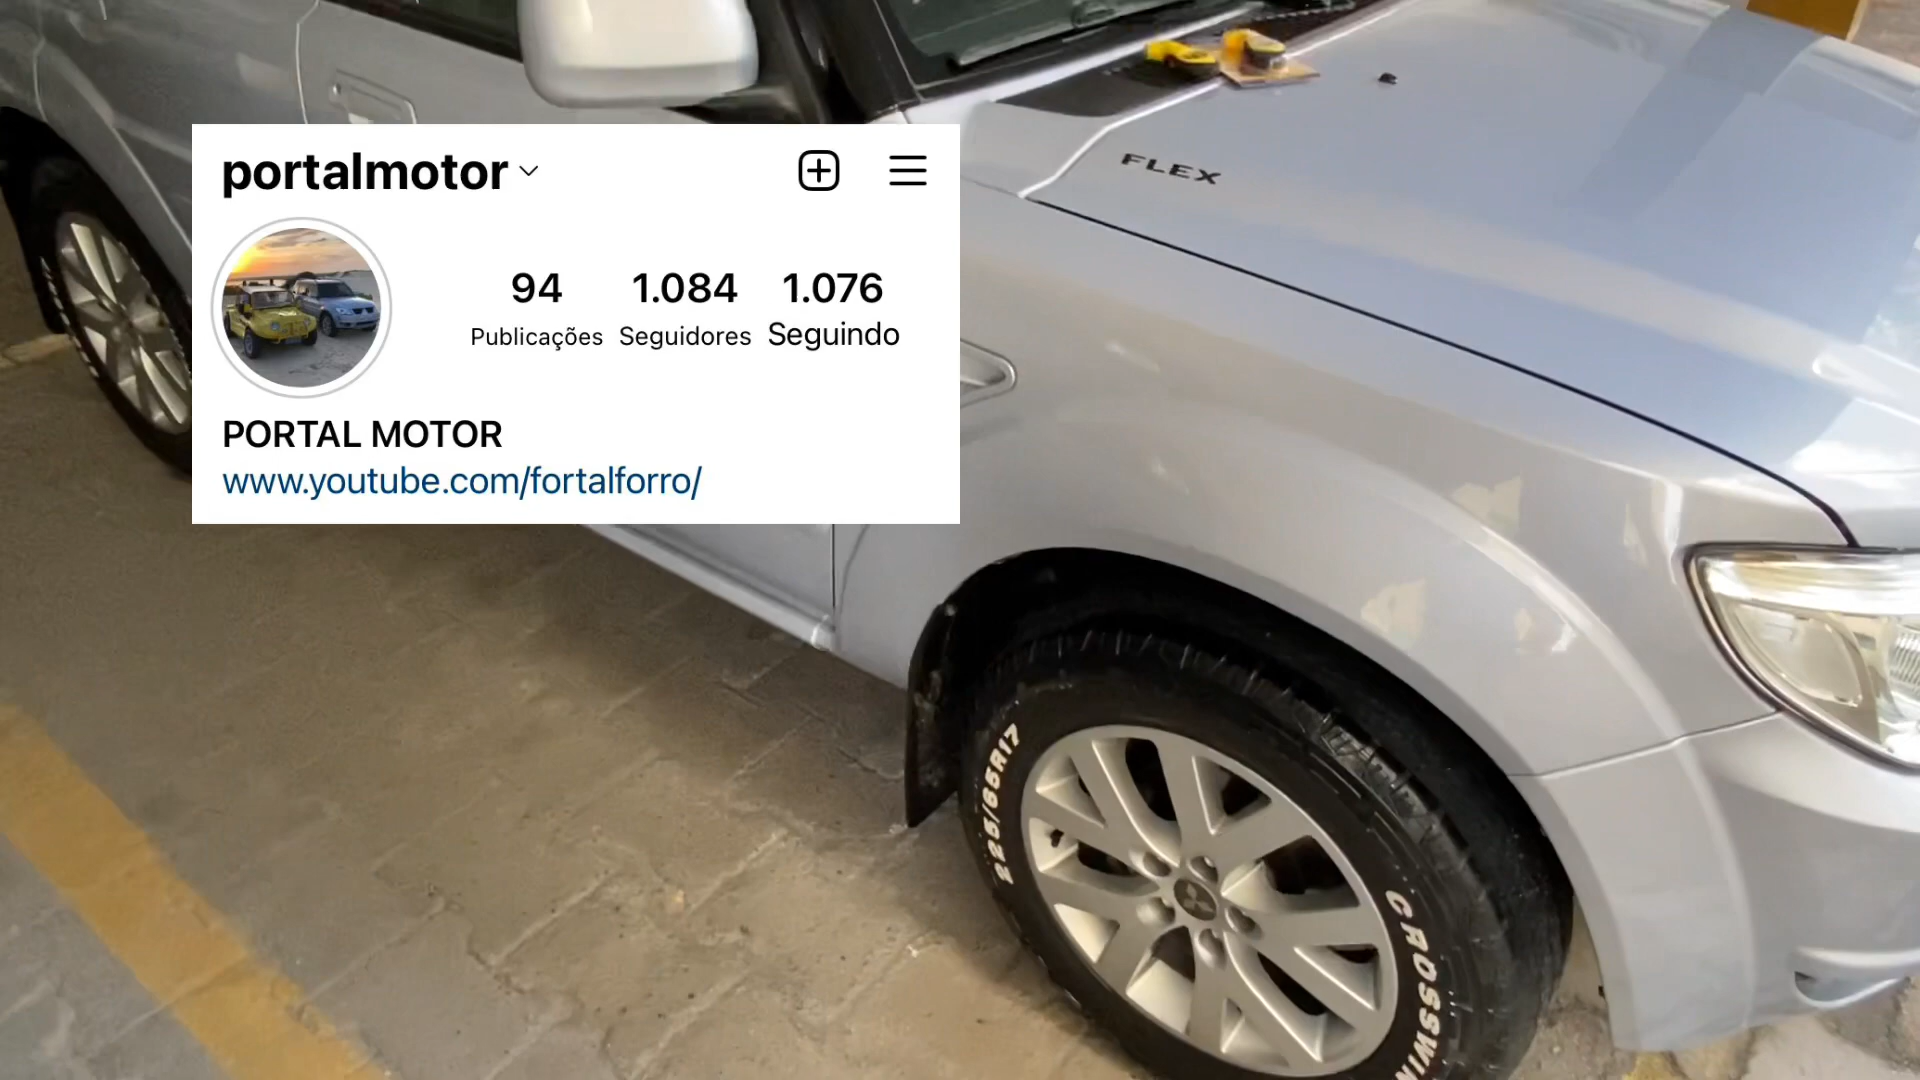 portalmotor
94 1.084 1.076
Publicações Seguidores Seguindo
PORTAL MOTOR
www.youtube.com/fortalforro/
FLEX
225/65R17
CROSSWIN